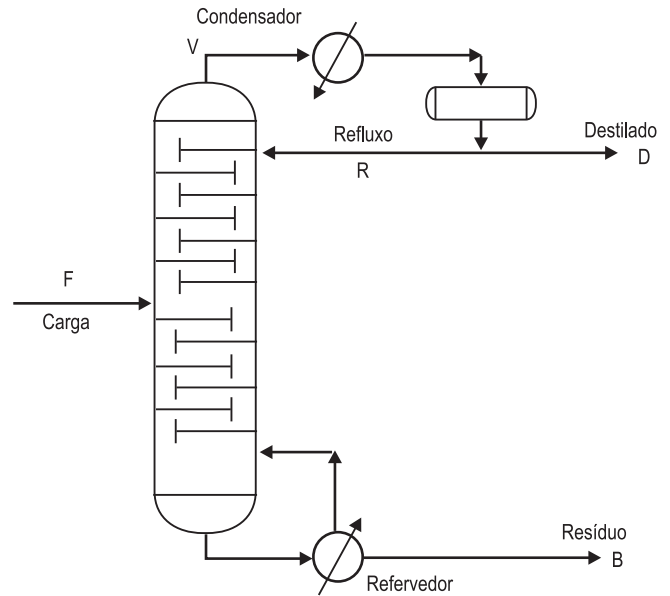 Condensador
V
Refluxo
R
Destilado
D
F
Carga
Resíduo
B
Refervedor